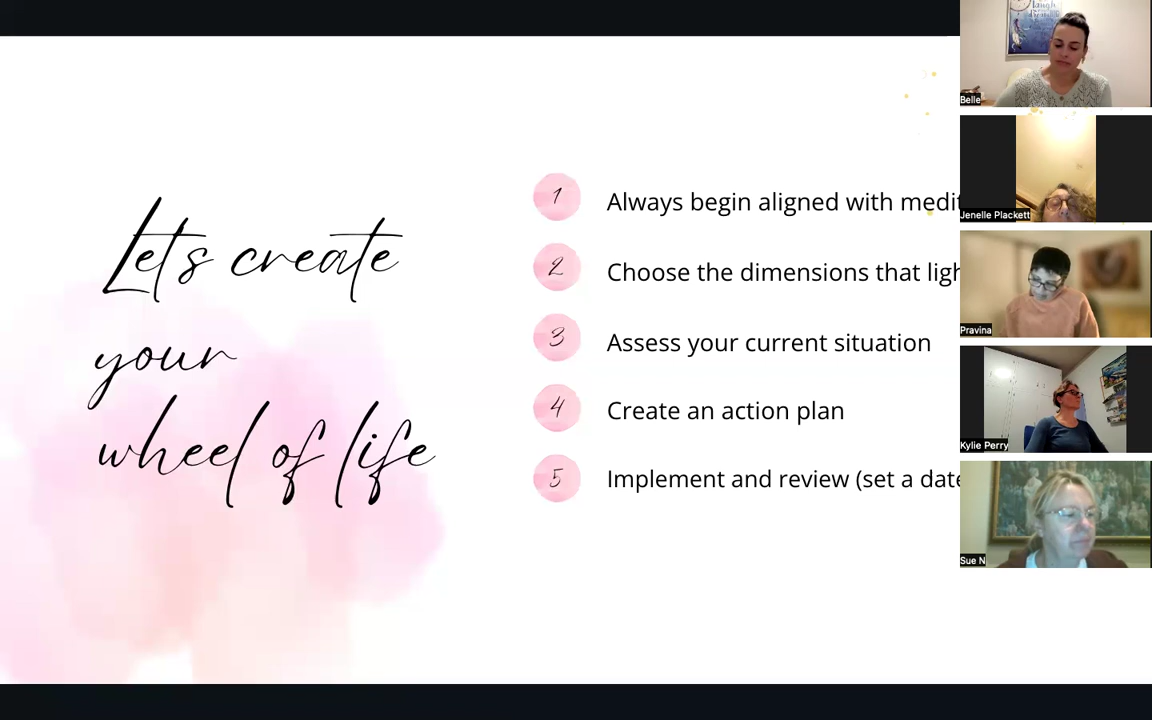 Let's create
your
wheel of life
1
Always begin aligned with medit
2
Choose the dimensions that ligh
3
Assess your current situation
4
Create an action plan
5
Implement and review (set a date
laugh
Belle
Jenelle Plackett
Pravina
Kylie Perry
Sue N